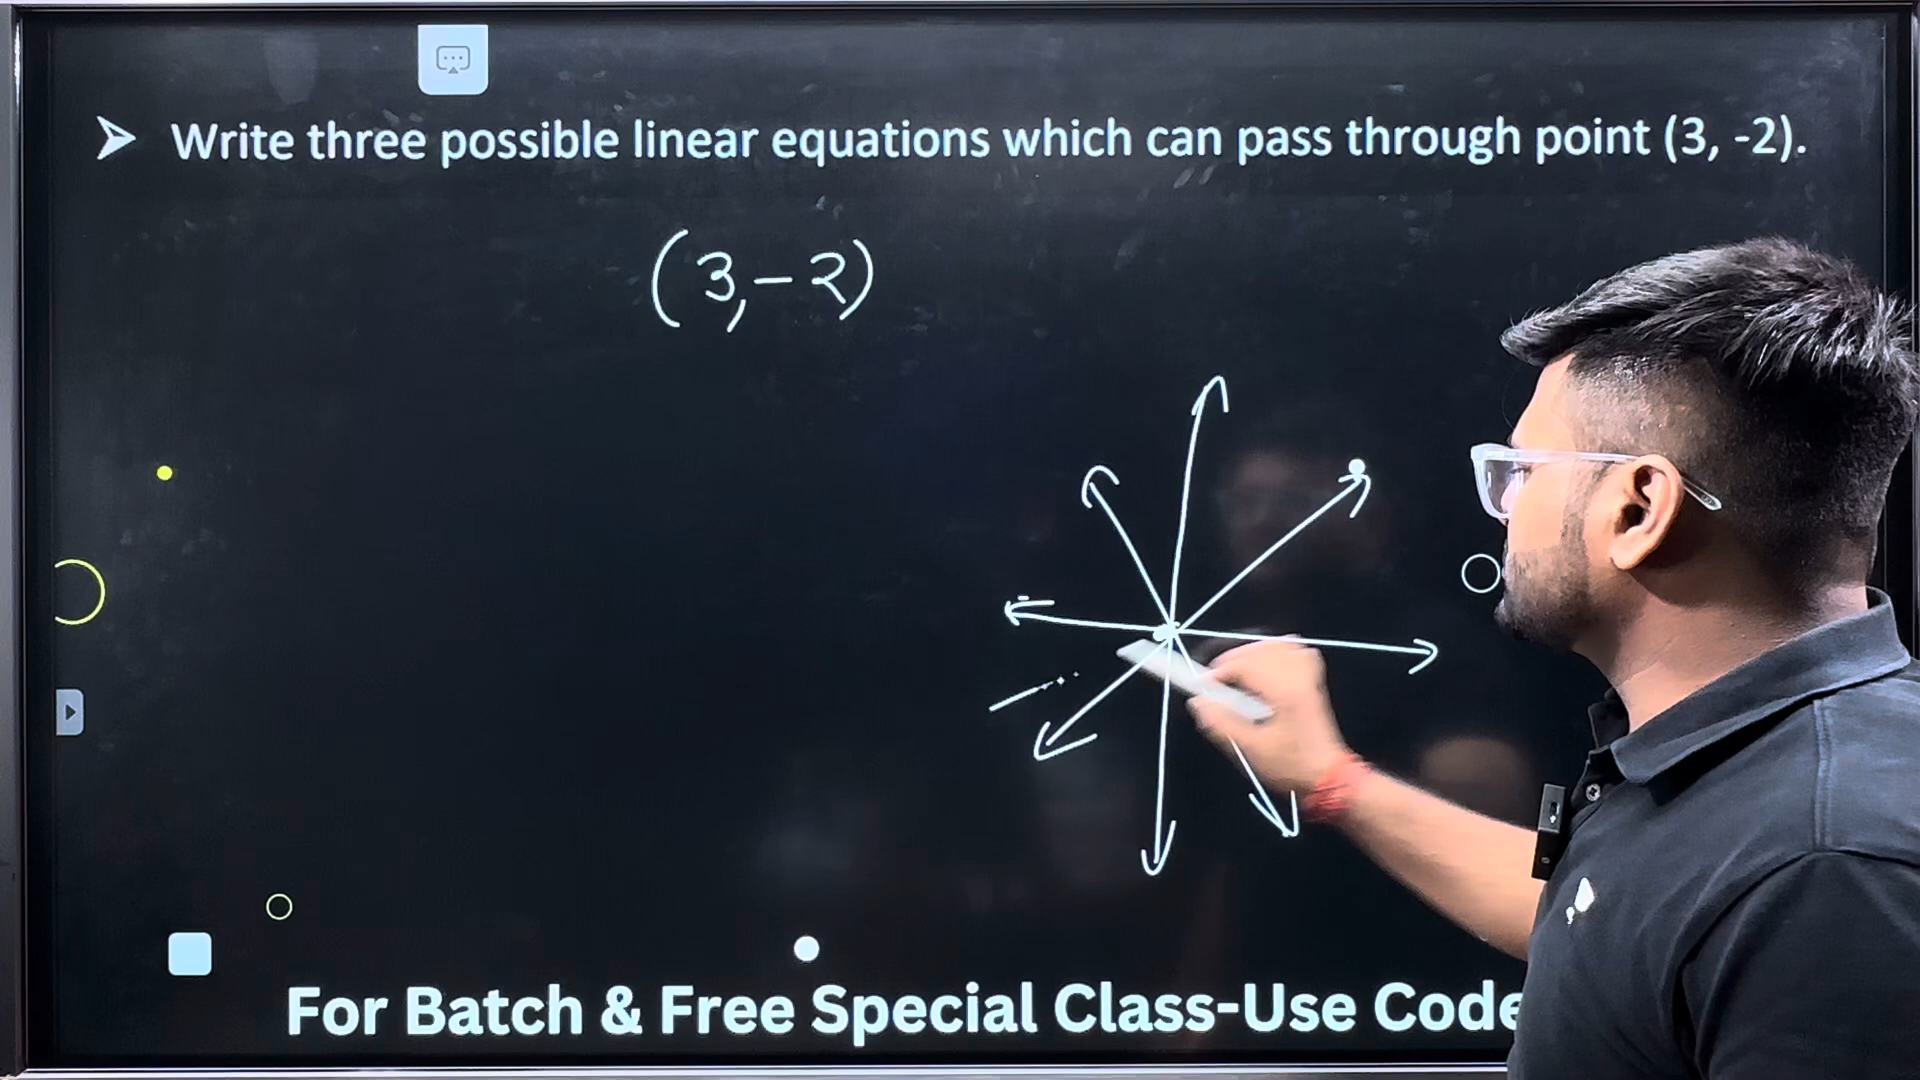 ➤ Write three possible linear equations which can pass through point (3, -2).
(3, -2)
For Batch & Free Special Class-Use Code